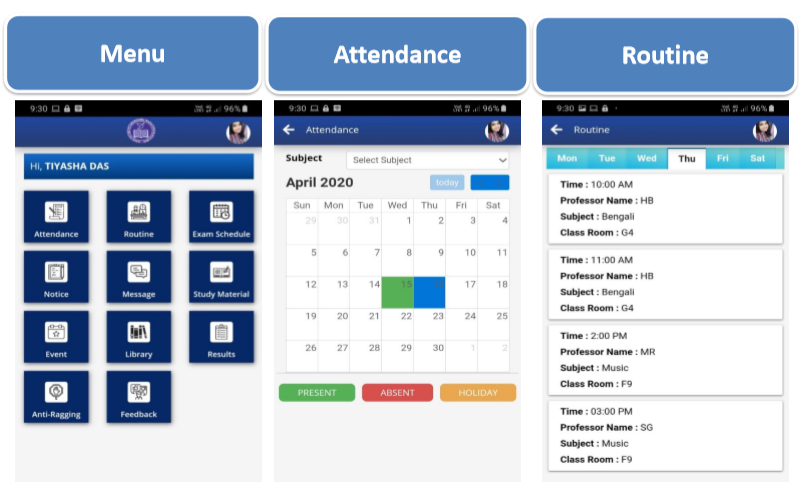 Menu
Attendance
Routine
9:30
96%
Hi, TIYASHA DAS
Attendance
Routine
Exam Schedule
Notice
Message
Study Material
Event
Library
Results
Anti-Ragging
Feedback
9:30
96%
Attendance
Subject
Select Subject
April 2020
today
Sun Mon Tue Wed Thu Fri Sat
29 30 31 1 2 3 4
5 6 7 8 9 10 11
12 13 14 15 16 17 18
19 20 21 22 23 24 25
26 27 28 29 30 1 2
PRESENT
ABSENT
HOLIDAY
9:30
96%
Routine
Mon Tue Wed Thu Fri Sat
Time : 10:00 AM
Professor Name : HB
Subject : Bengali
Class Room : G4
Time : 11:00 AM
Professor Name : HB
Subject : Bengali
Class Room : G4
Time : 2:00 PM
Professor Name : MR
Subject : Music
Class Room : F9
Time : 03:00 PM
Professor Name : SG
Subject : Music
Class Room : F9